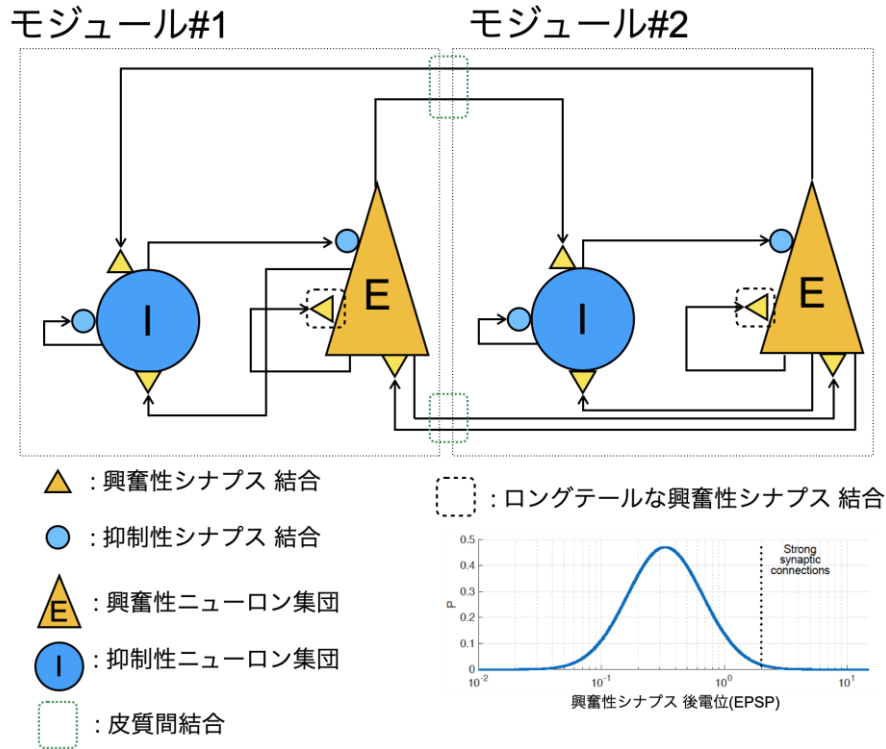 モジュール#1
モジュール#2
I
E
I
E
: 興奮性シナプス 結合
: 抑制性シナプス 結合
E
: 興奮性ニューロン集団
I
: 抑制性ニューロン集団
: 皮質間結合
: ロングテールな興奮性シナプス 結合
0.5
0.4
0.3
0.2
0.1
0
P
Strong
synaptic
connections
10-2
10-1
100
101
興奮性シナプス 後電位(EPSP)